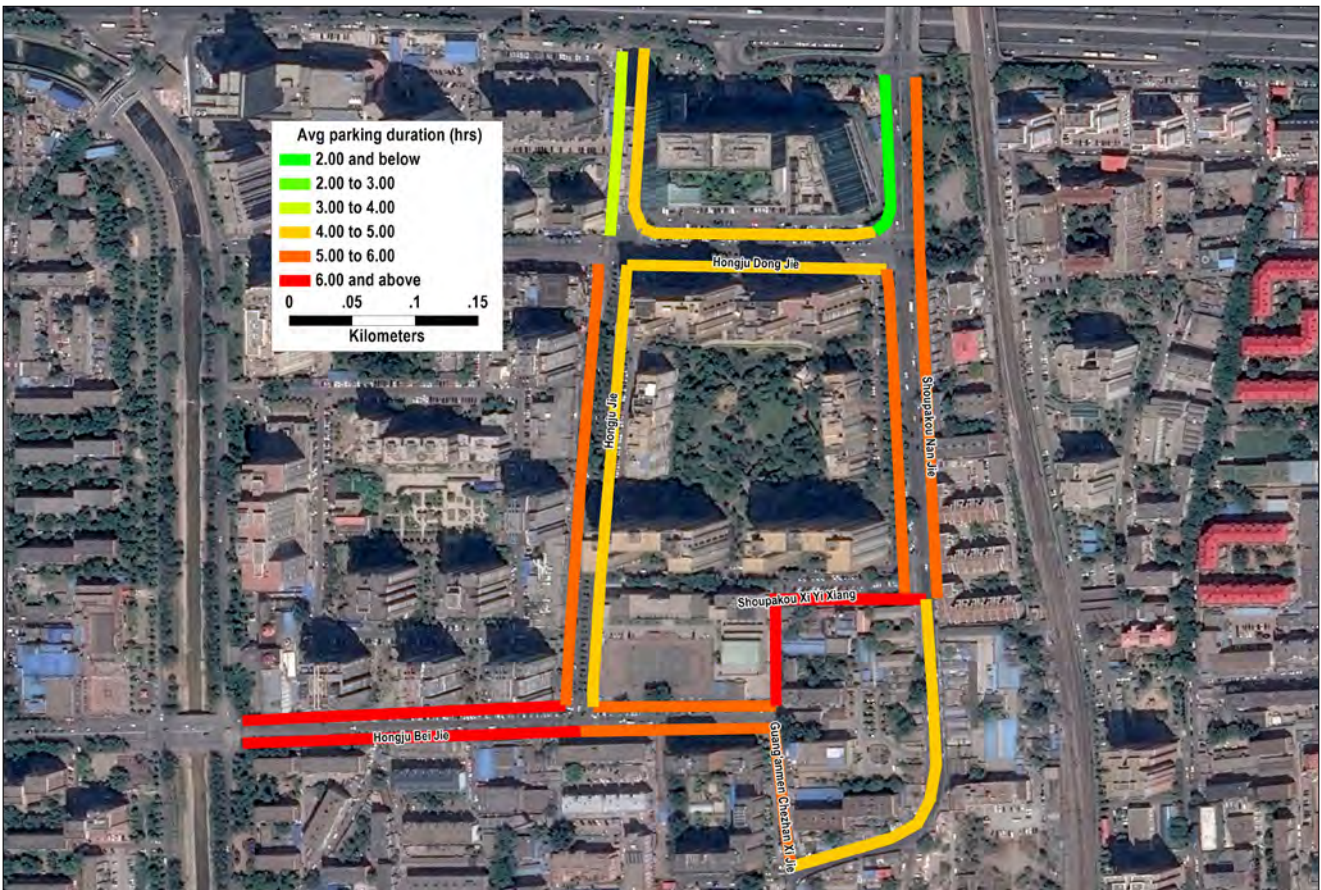 Avg parking duration (hrs)
2.00 and below
2.00 to 3.00
3.00 to 4.00
4.00 to 5.00
5.00 to 6.00
6.00 and above
0 .05 .1 .15
Kilometers
Hongju Dong Jie
Hongju Jie
Shoupakou Nan Jie
Shoupakou Xi Yi Xiang
Hongju Bei Jie
Guang'anmen Chezhan Xi Jie